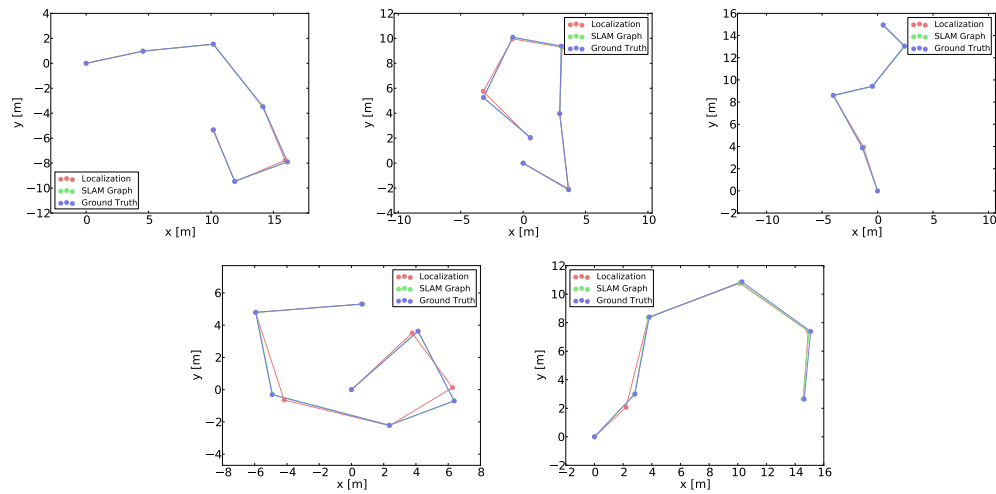 4
2
0
−2
−4
−6
−8
−10
−12
y [m]
0 5 10 15
x [m]
Localization
SLAM Graph
Ground Truth
12
10
8
6
4
2
0
−2
−4
y [m]
−10 −5 0 5 10
x [m]
Localization
SLAM Graph
Ground Truth
16
14
12
10
8
6
4
2
0
−2
y [m]
−10 −5 0 5 10
x [m]
Localization
SLAM Graph
Ground Truth
6
4
2
0
−2
−4
y [m]
−8 −6 −4 −2 0 2 4 6 8
x [m]
Localization
SLAM Graph
Ground Truth
12
10
8
6
4
2
0
−2
y [m]
−2 0 2 4 6 8 10 12 14 16
x [m]
Localization
SLAM Graph
Ground Truth